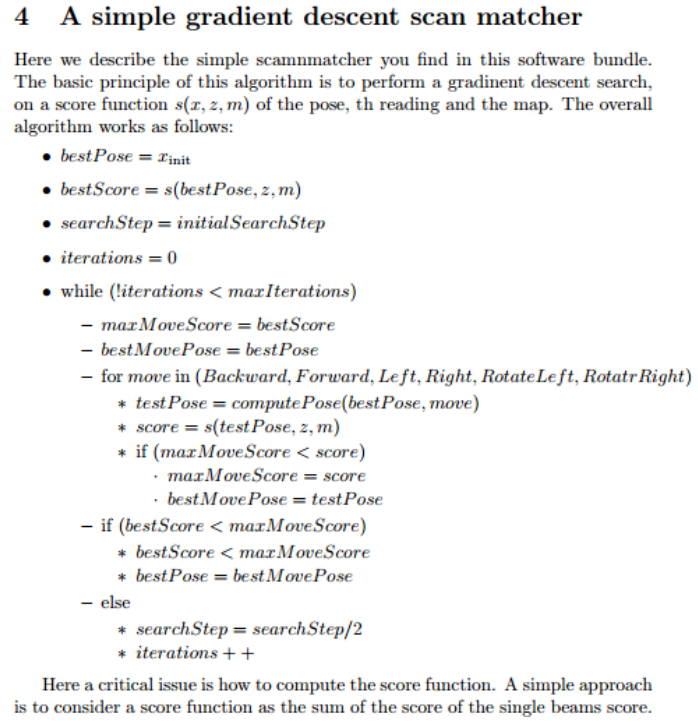 4 A simple gradient descent scan matcher
Here we describe the simple scamnmatcher you find in this software bundle.
The basic principle of this algorithm is to perform a gradinent descent search,
on a score function s(x, z, m) of the pose, th reading and the map. The overall
algorithm works as follows:
• bestPose = x_init
• bestScore = s(bestPose, z, m)
• searchStep = initialSearchStep
• iterations = 0
• while (!iterations < maxIterations)
– maxMoveScore = bestScore
– bestMovePose = bestPose
– for move in (Backward, Forward, Left, Right, RotateLeft, RotatrRight)
∗ testPose = computePose(bestPose, move)
∗ score = s(testPose, z, m)
∗ if (maxMoveScore < score)
· maxMoveScore = score
· bestMovePose = testPose
– if (bestScore < maxMoveScore)
∗ bestScore < maxMoveScore
∗ bestPose = bestMovePose
– else
∗ searchStep = searchStep/2
∗ iterations + +
Here a critical issue is how to compute the score function. A simple approach
is to consider a score function as the sum of the score of the single beams score.